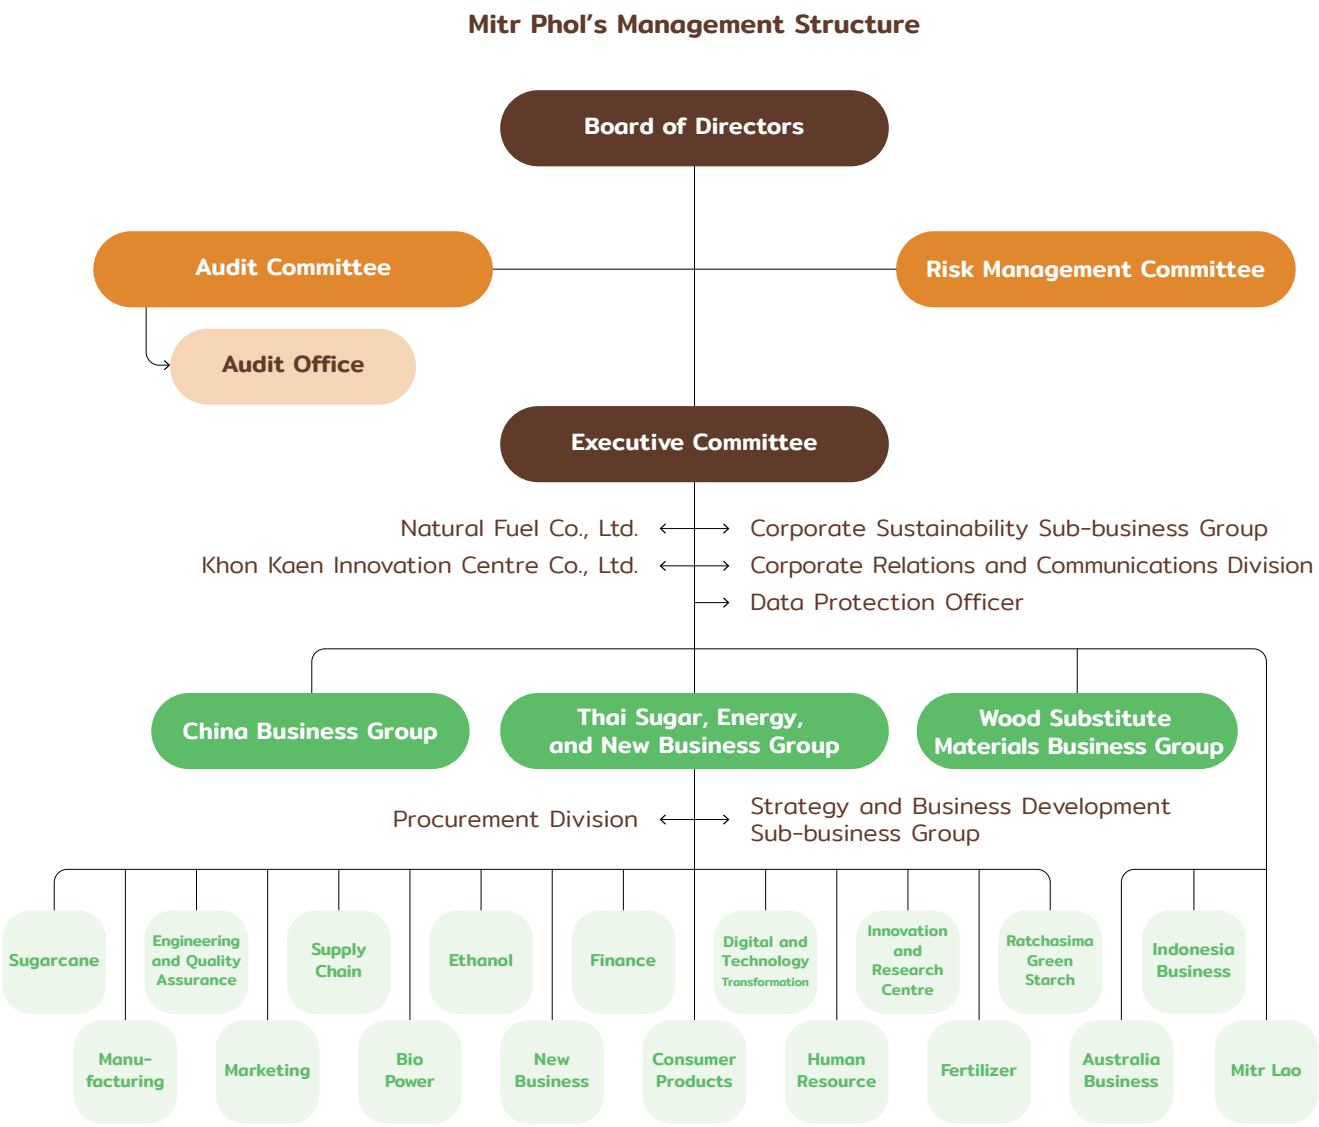 Mitr Phol's Management Structure
Board of Directors
Audit Committee
Risk Management Committee
Audit Office
Executive Committee
Natural Fuel Co., Ltd.
Corporate Sustainability Sub-business Group
Khon Kaen Innovation Centre Co., Ltd.
Corporate Relations and Communications Division
Data Protection Officer
China Business Group
Thai Sugar, Energy,
and New Business Group
Wood Substitute
Materials Business Group
Procurement Division
Strategy and Business Development
Sub-business Group
Sugarcane
Engineering
and Quality
Assurance
Supply
Chain
Ethanol
Finance
Digital and
Technology
Transformation
Innovation
and
Research
Centre
Ratchasima
Green
Starch
Indonesia
Business
Manu-
facturing
Marketing
Bio
Power
New
Business
Consumer
Products
Human
Resource
Fertilizer
Australia
Business
Mitr Lao